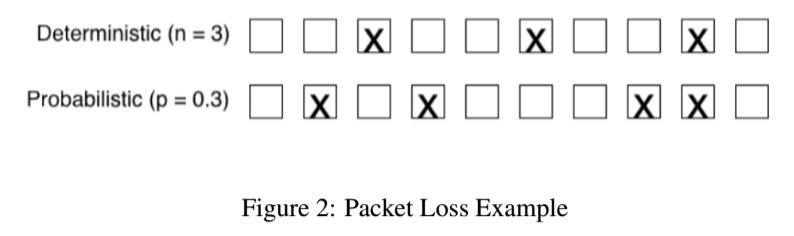 Deterministic (n = 3) X X X
Probabilistic (p = 0.3) X X X X
Figure 2: Packet Loss Example